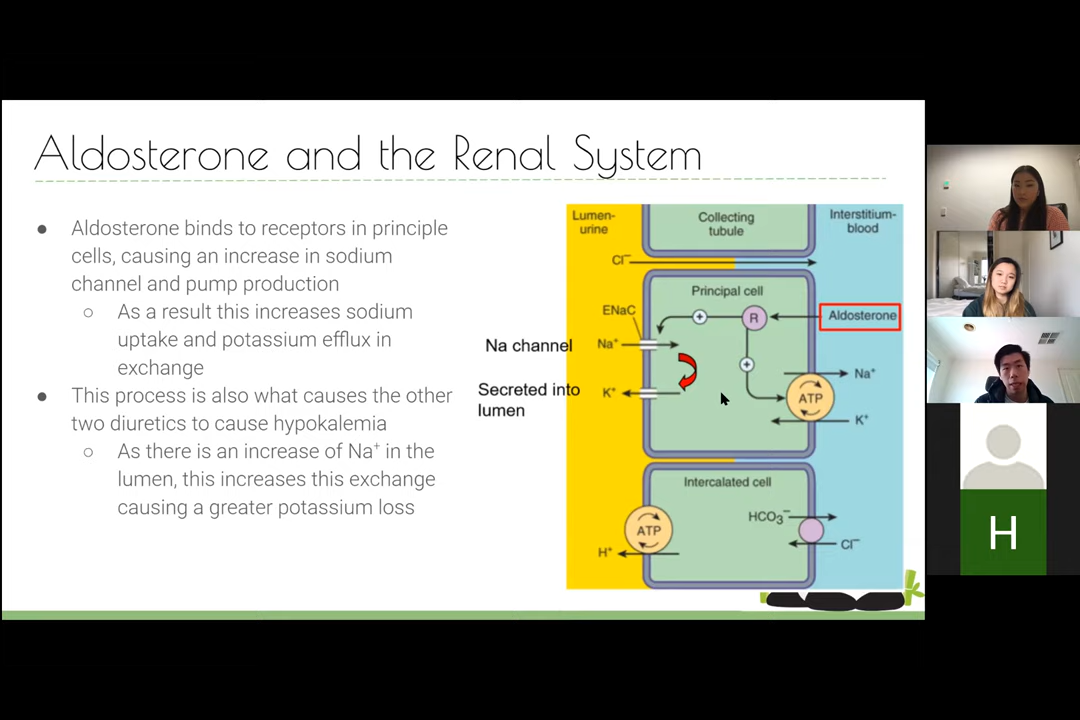 Aldosterone and the Renal System
● Aldosterone binds to receptors in principle
cells, causing an increase in sodium
channel and pump production
○ As a result this increases sodium
uptake and potassium efflux in
exchange
● This process is also what causes the other
two diuretics to cause hypokalemia
○ As there is an increase of Na⁺ in the
lumen, this increases this exchange
causing a greater potassium loss
Lumen-
urine
Collecting
tubule
Interstitium-
blood
Cl⁻
Principal cell
ENaC
+
R
Aldosterone
Na channel
Na⁺
+
Na⁺
Secreted into
lumen
K⁺
ATP
K⁺
Intercalated cell
HCO₃⁻
ATP
Cl⁻
H⁺
H